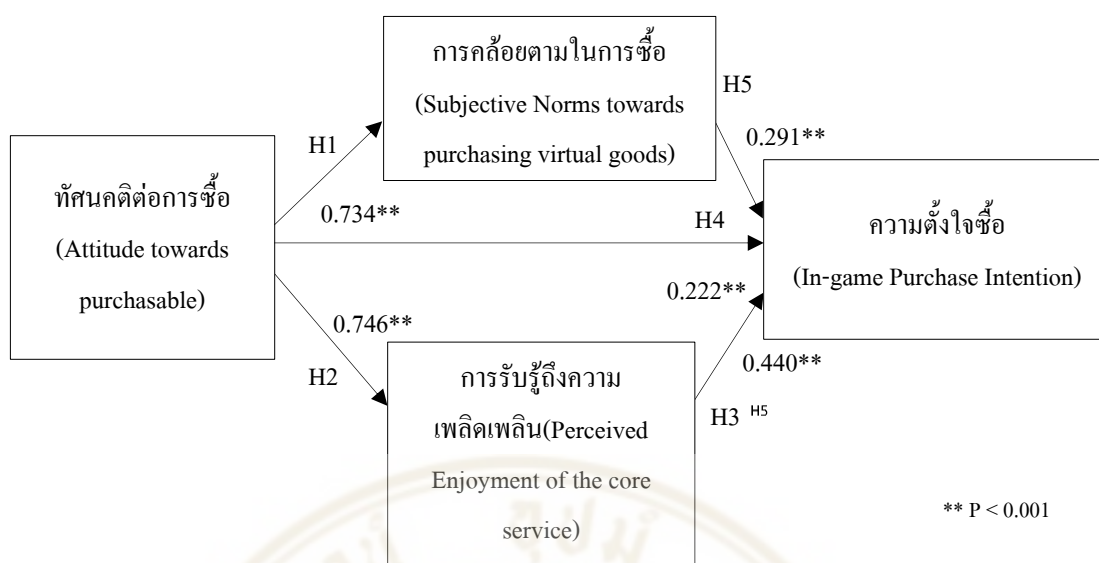 การคล้อยตามในการซื้อ
(Subjective Norms towards
purchasing virtual goods)
H5
H1
0.291**
ทัศนคติต่อการซื้อ
(Attitude towards
purchasable)
0.734**
H4
ความตั้งใจซื้อ
(In-game Purchase Intention)
0.222**
0.746**
H2
การรับรู้ถึงความ
เพลิดเพลิน(Perceived
Enjoyment of the core
service)
0.440**
H3 H5
** P < 0.001